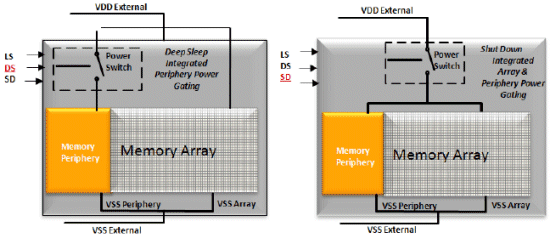 VDD External
LS
DS
SD
Power
Switch
Deep Sleep
Integrated
Periphery Power
Gating
Memory
Periphery
Memory Array
VSS Periphery
VSS Array
VSS External
VDD External
LS
DS
SD
Power
Switch
Shut Down
Integrated
Array &
Periphery Power
Gating
Memory
Periphery
Memory Array
VSS Periphery
VSS Array
VSS External